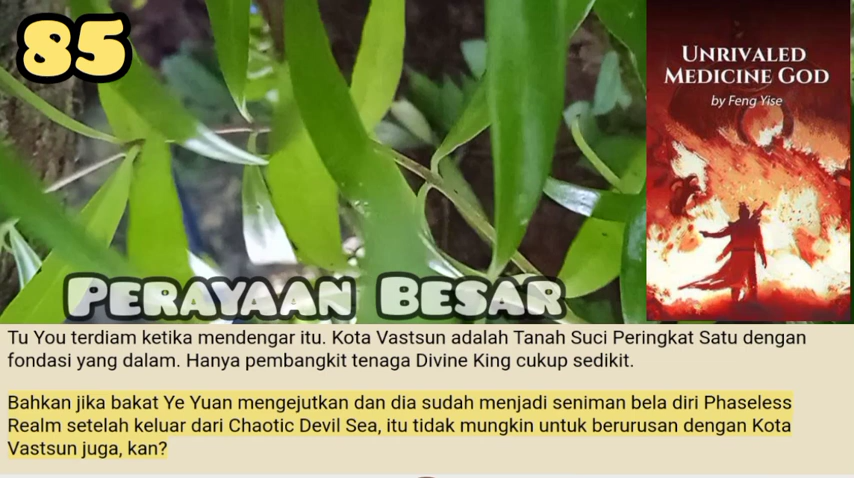 85
UNRIVALED
MEDICINE GOD
by Feng Yise
PERAYAAN BESAR
Tu You terdiam ketika mendengar itu. Kota Vastsun adalah Tanah Suci Peringkat Satu dengan
fondasi yang dalam. Hanya pembangkit tenaga Divine King cukup sedikit.
Bahkan jika bakat Ye Yuan mengejutkan dan dia sudah menjadi seniman bela diri Phaseless
Realm setelah keluar dari Chaotic Devil Sea, itu tidak mungkin untuk berurusan dengan Kota
Vastsun juga, kan?